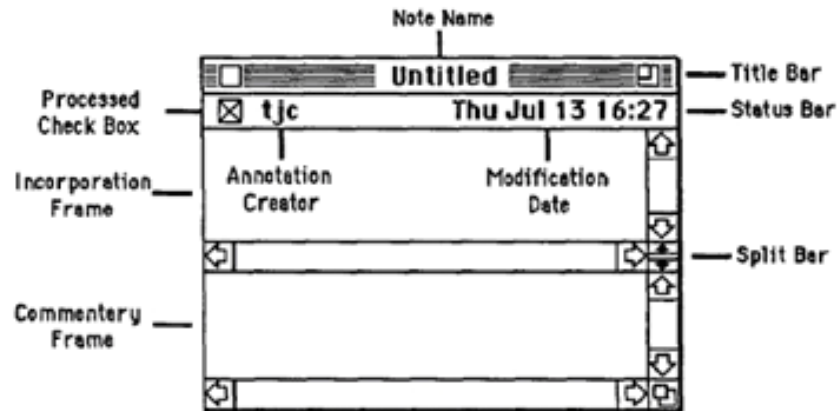 Note Name
Untitled
Title Bar
Processed
Check Box
tjc
Thu Jul 13 16:27
Status Bar
Incorporation
Frame
Annotation
Creator
Modification
Date
Split Bar
Commentary
Frame